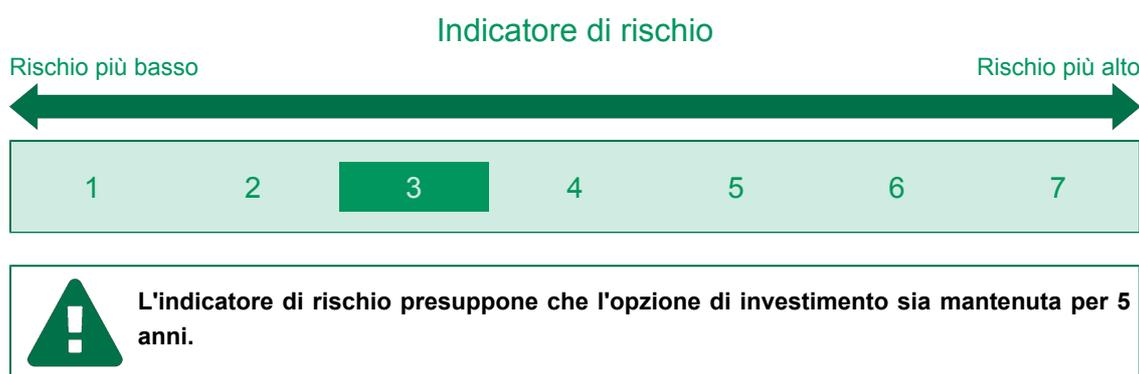 Indicatore di rischio
Rischio più basso Rischio più alto
1 2 3 4 5 6 7
L'indicatore di rischio presuppone che l'opzione di investimento sia mantenuta per 5
anni.